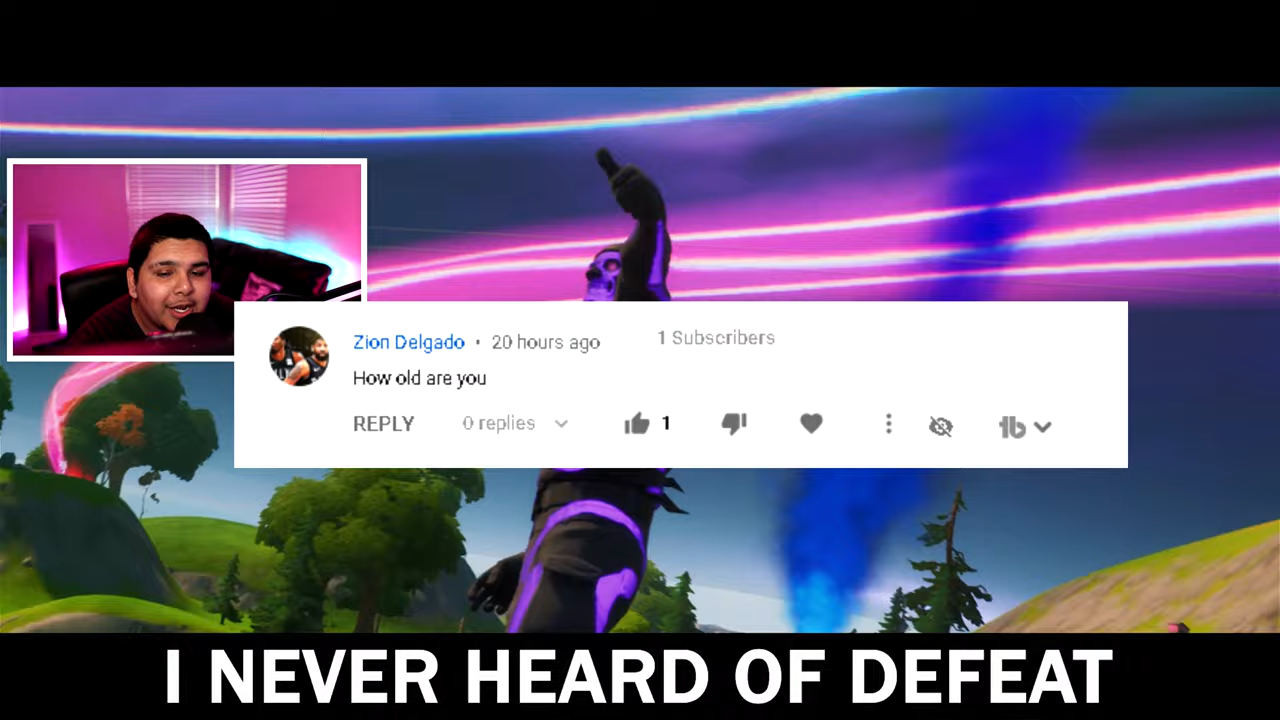 Zion Delgado • 20 hours ago 1 Subscribers
How old are you
REPLY 0 replies 1
I NEVER HEARD OF DEFEAT